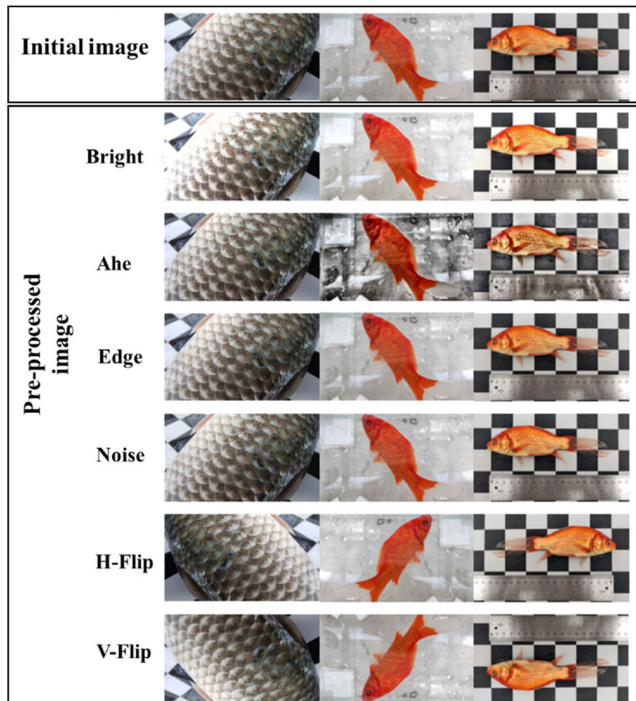 Initial image
Pre-processed
image
Bright
Ahe
Edge
Noise
H-Flip
V-Flip